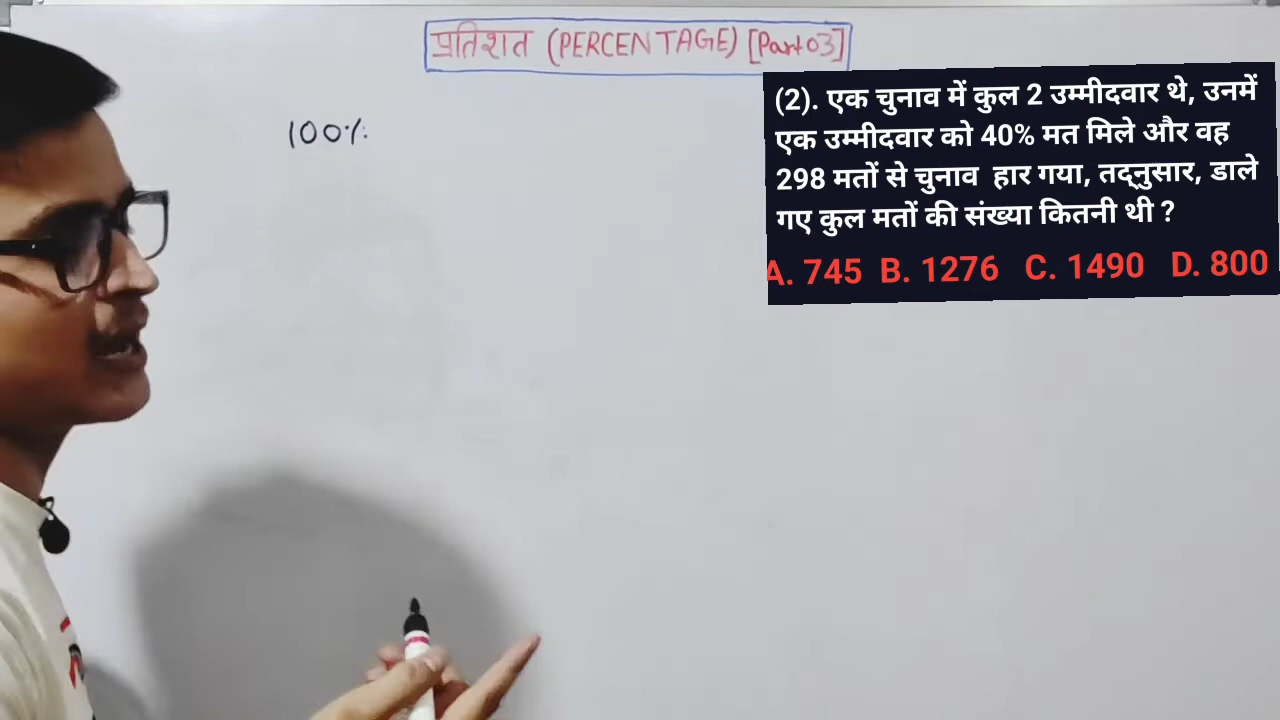 प्रतिशत (PERCENTAGE) [Part 03]
100%
(2). एक चुनाव में कुल 2 उम्मीदवार थे, उनमें
एक उम्मीदवार को 40% मत मिले और वह
298 मतों से चुनाव हार गया, तद्नुसार, डाले
गए कुल मतों की संख्या कितनी थी ?
A. 745 B. 1276 C. 1490 D. 800